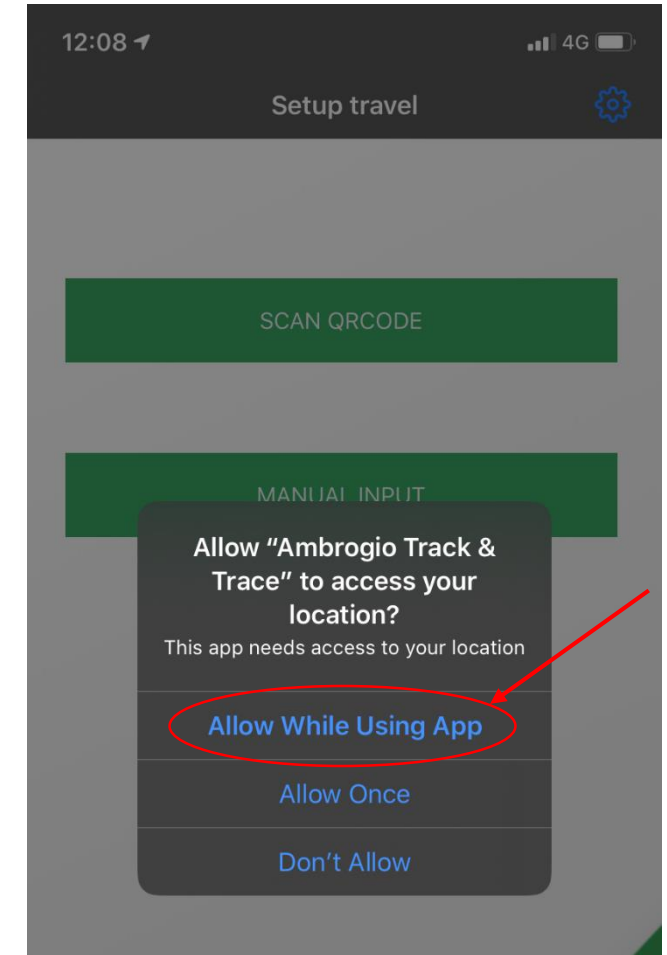 12:08
4G
Setup travel
SCAN QRCODE
MANUAL INPUT
Allow “Ambrogio Track &
Trace” to access your
location?
This app needs access to your location
Allow While Using App
Allow Once
Don’t Allow